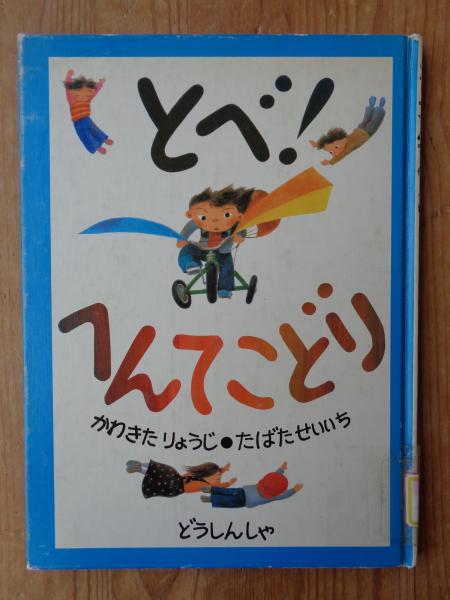 とべ!
へんてこどり
かわきた りょうじ●たばたせいいち
どうしんしゃ